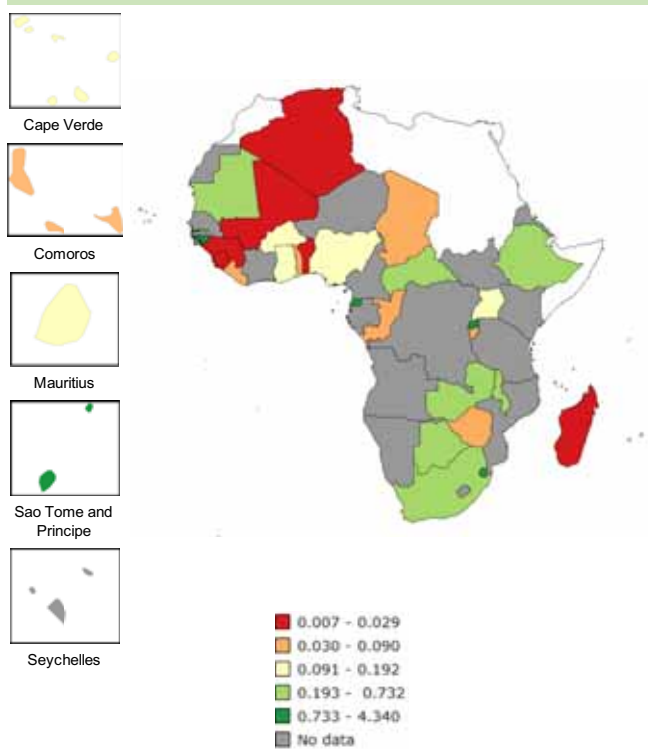 Cape Verde
Comoros
Mauritius
Sao Tome and
Principe
Seychelles
0.007 - 0.029
0.030 - 0.090
0.091 - 0.192
0.193 - 0.732
0.733 - 4.340
No data